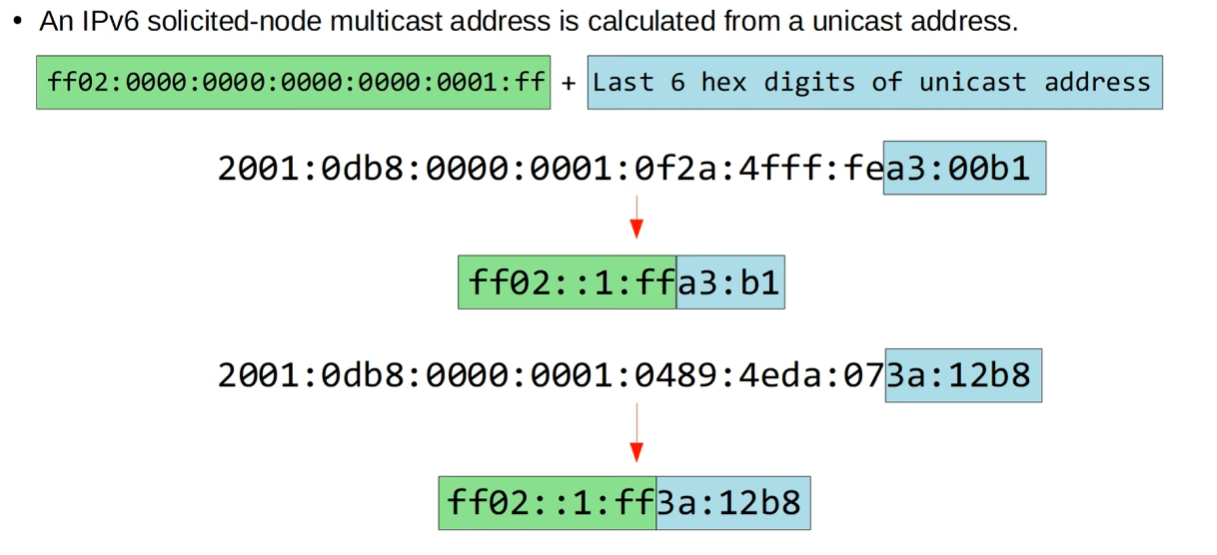 • An IPv6 solicited-node multicast address is calculated from a unicast address.
ff02:0000:0000:0000:0000:0001:ff + Last 6 hex digits of unicast address
2001:0db8:0000:0001:0f2a:4fff:fea3:00b1
ff02::1:ffa3:b1
2001:0db8:0000:0001:0489:4eda:073a:12b8
ff02::1:ff3a:12b8